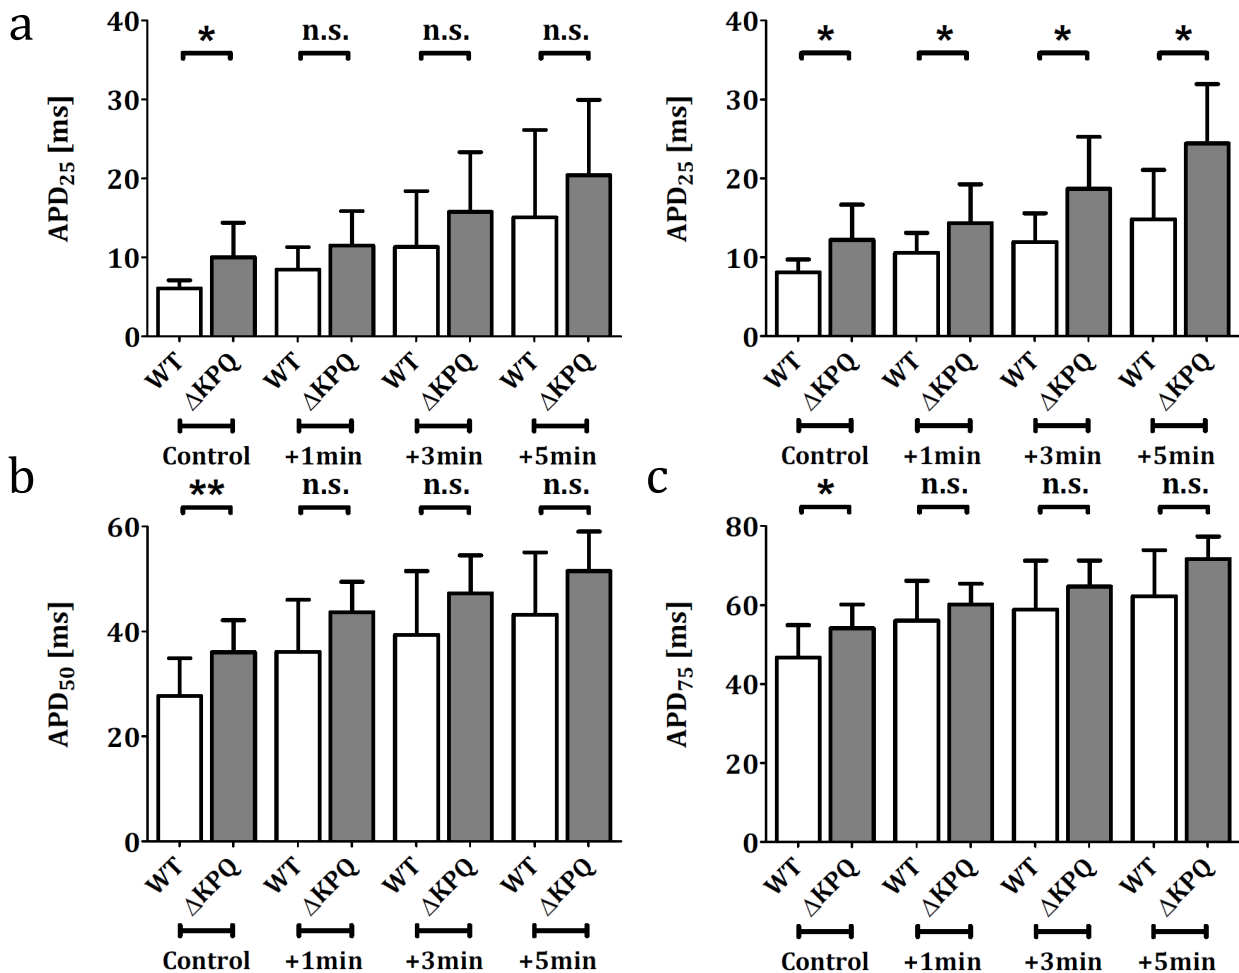 a
APD25 [ms]
40
30
20
10
0
* n.s. n.s. n.s.
WT ΔKPQ WT ΔKPQ WT ΔKPQ WT ΔKPQ
Control +1min +3min +5min
APD25 [ms]
40
30
20
10
0
* * * *
WT ΔKPQ WT ΔKPQ WT ΔKPQ WT ΔKPQ
Control +1min +3min +5min
b
APD50 [ms]
60
40
20
0
** n.s. n.s. n.s.
WT ΔKPQ WT ΔKPQ WT ΔKPQ WT ΔKPQ
Control +1min +3min +5min
c
APD75 [ms]
80
60
40
20
0
* n.s. n.s. n.s.
WT ΔKPQ WT ΔKPQ WT ΔKPQ WT ΔKPQ
Control +1min +3min +5min